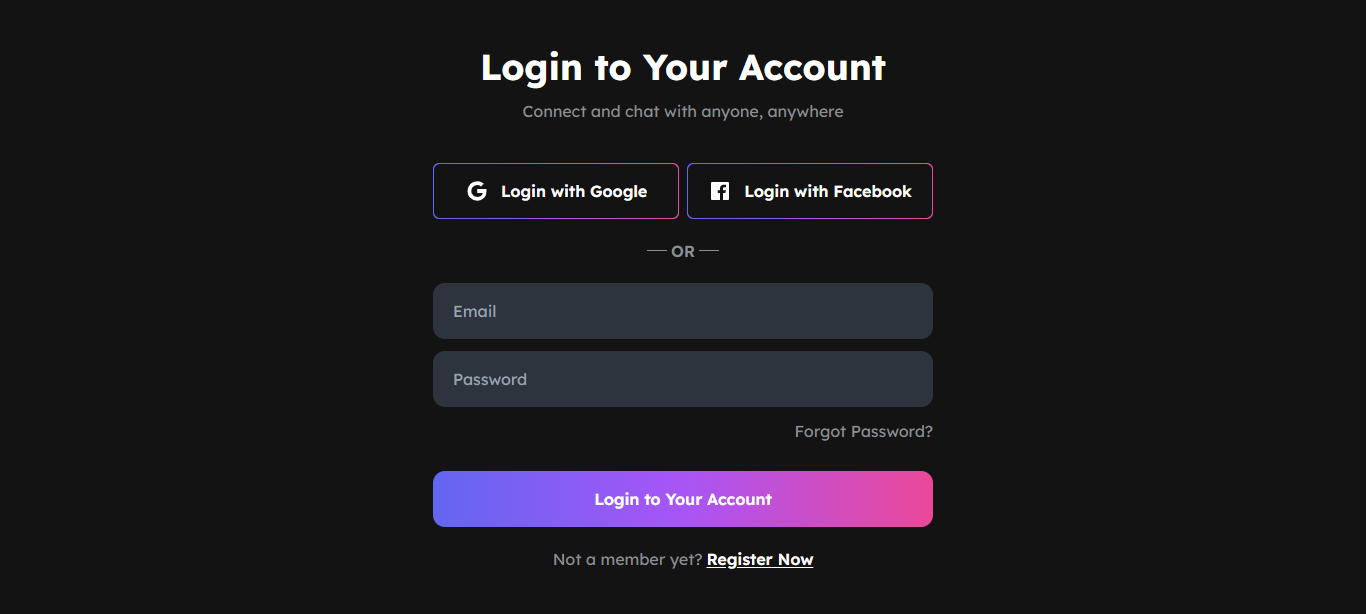 Login to Your Account
Connect and chat with anyone, anywhere
Login with Google
Login with Facebook
OR
Email
Password
Forgot Password?
Login to Your Account
Not a member yet? Register Now